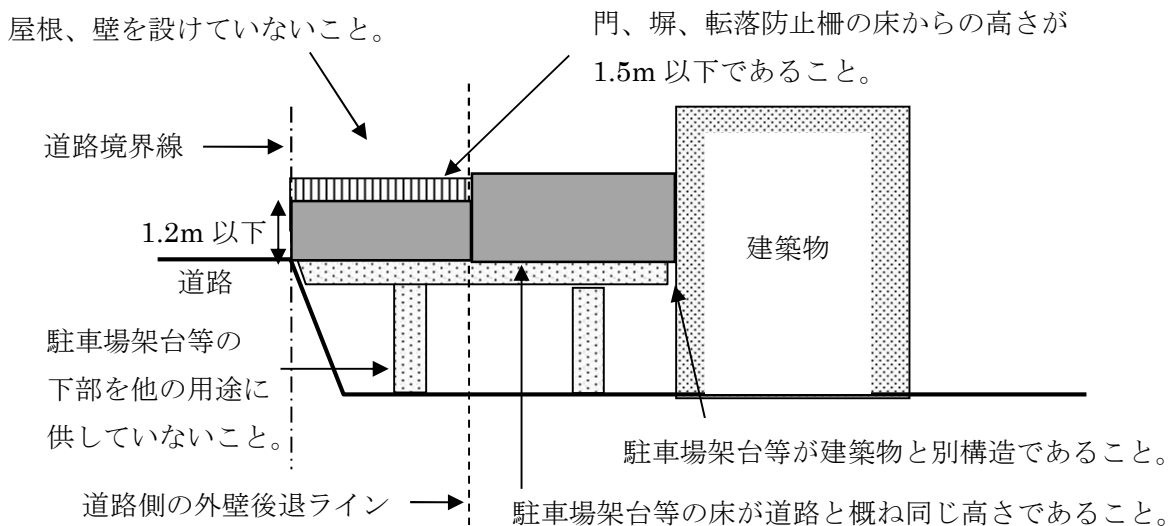 屋根、壁を設けていないこと。
門、塀、転落防止柵の床からの高さが
1.5m 以下であること。
道路境界線
1.2m 以下
道路
建築物
駐車場架台等の
下部を他の用途に
供していないこと。
駐車場架台等が建築物と別構造であること。
道路側の外壁後退ライン
駐車場架台等の床が道路と概ね同じ高さであること。